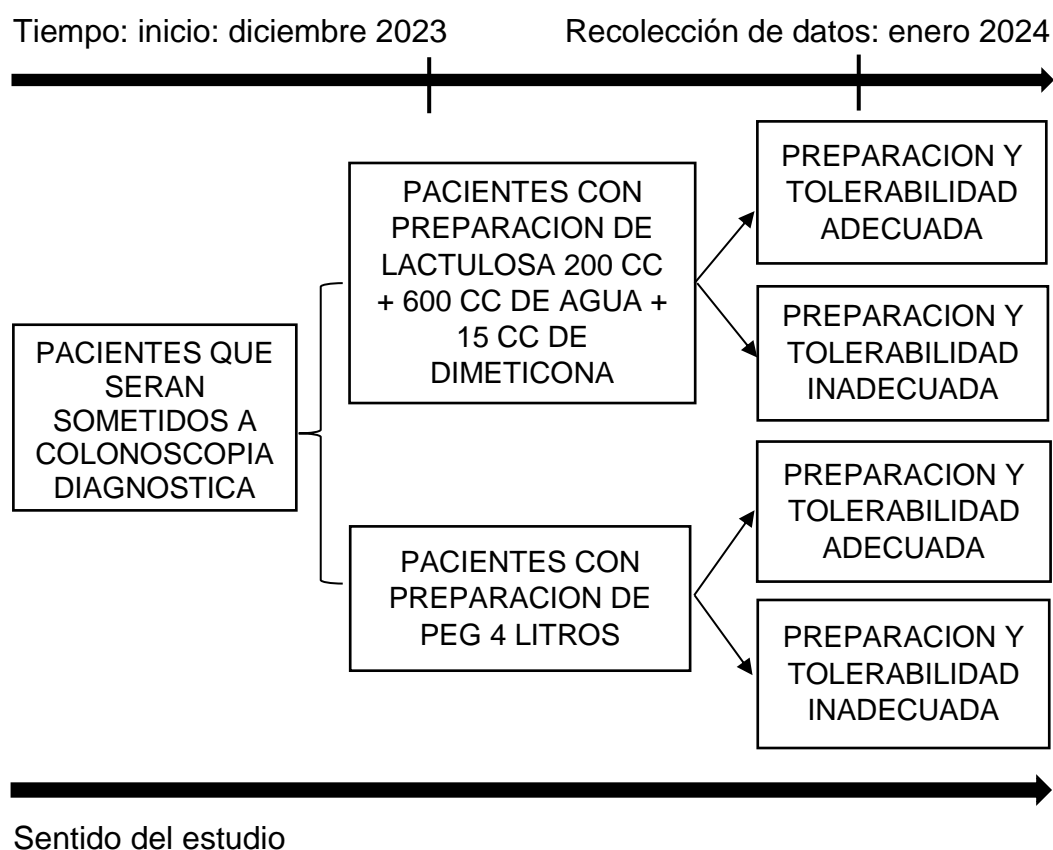 Tiempo: inicio: diciembre 2023
Recolección de datos: enero 2024
PACIENTES QUE
SERAN
SOMETIDOS A
COLONOSCOPIA
DIAGNOSTICA
PACIENTES CON
PREPARACION DE
LACTULOSA 200 CC
+ 600 CC DE AGUA +
15 CC DE
DIMETICONA
PREPARACION Y
TOLERABILIDAD
ADECUADA
PREPARACION Y
TOLERABILIDAD
INADECUADA
PACIENTES CON
PREPARACION DE
PEG 4 LITROS
PREPARACION Y
TOLERABILIDAD
ADECUADA
PREPARACION Y
TOLERABILIDAD
INADECUADA
Sentido del estudio